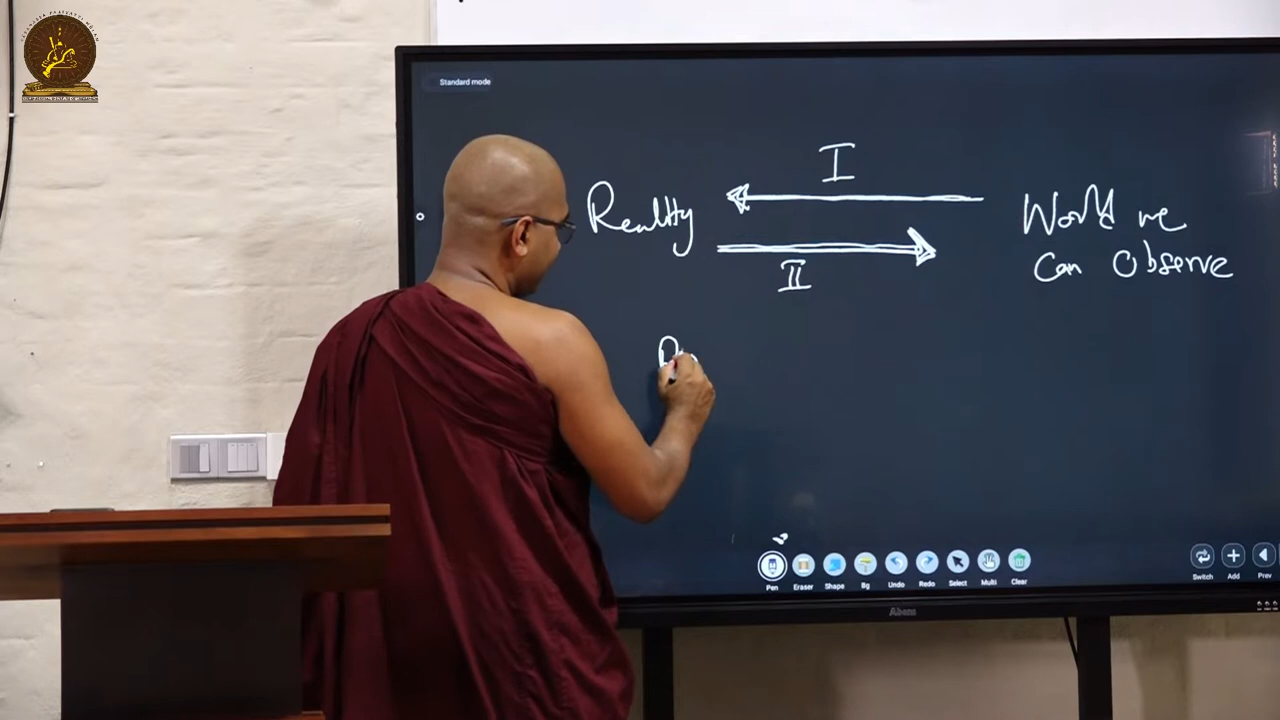 Standard mode
I
Reality
World we
can Observe
II
Pen
Eraser
Shape
Bg
Undo
Redo
Select
Multi
Clear
Switch
Add
Prev